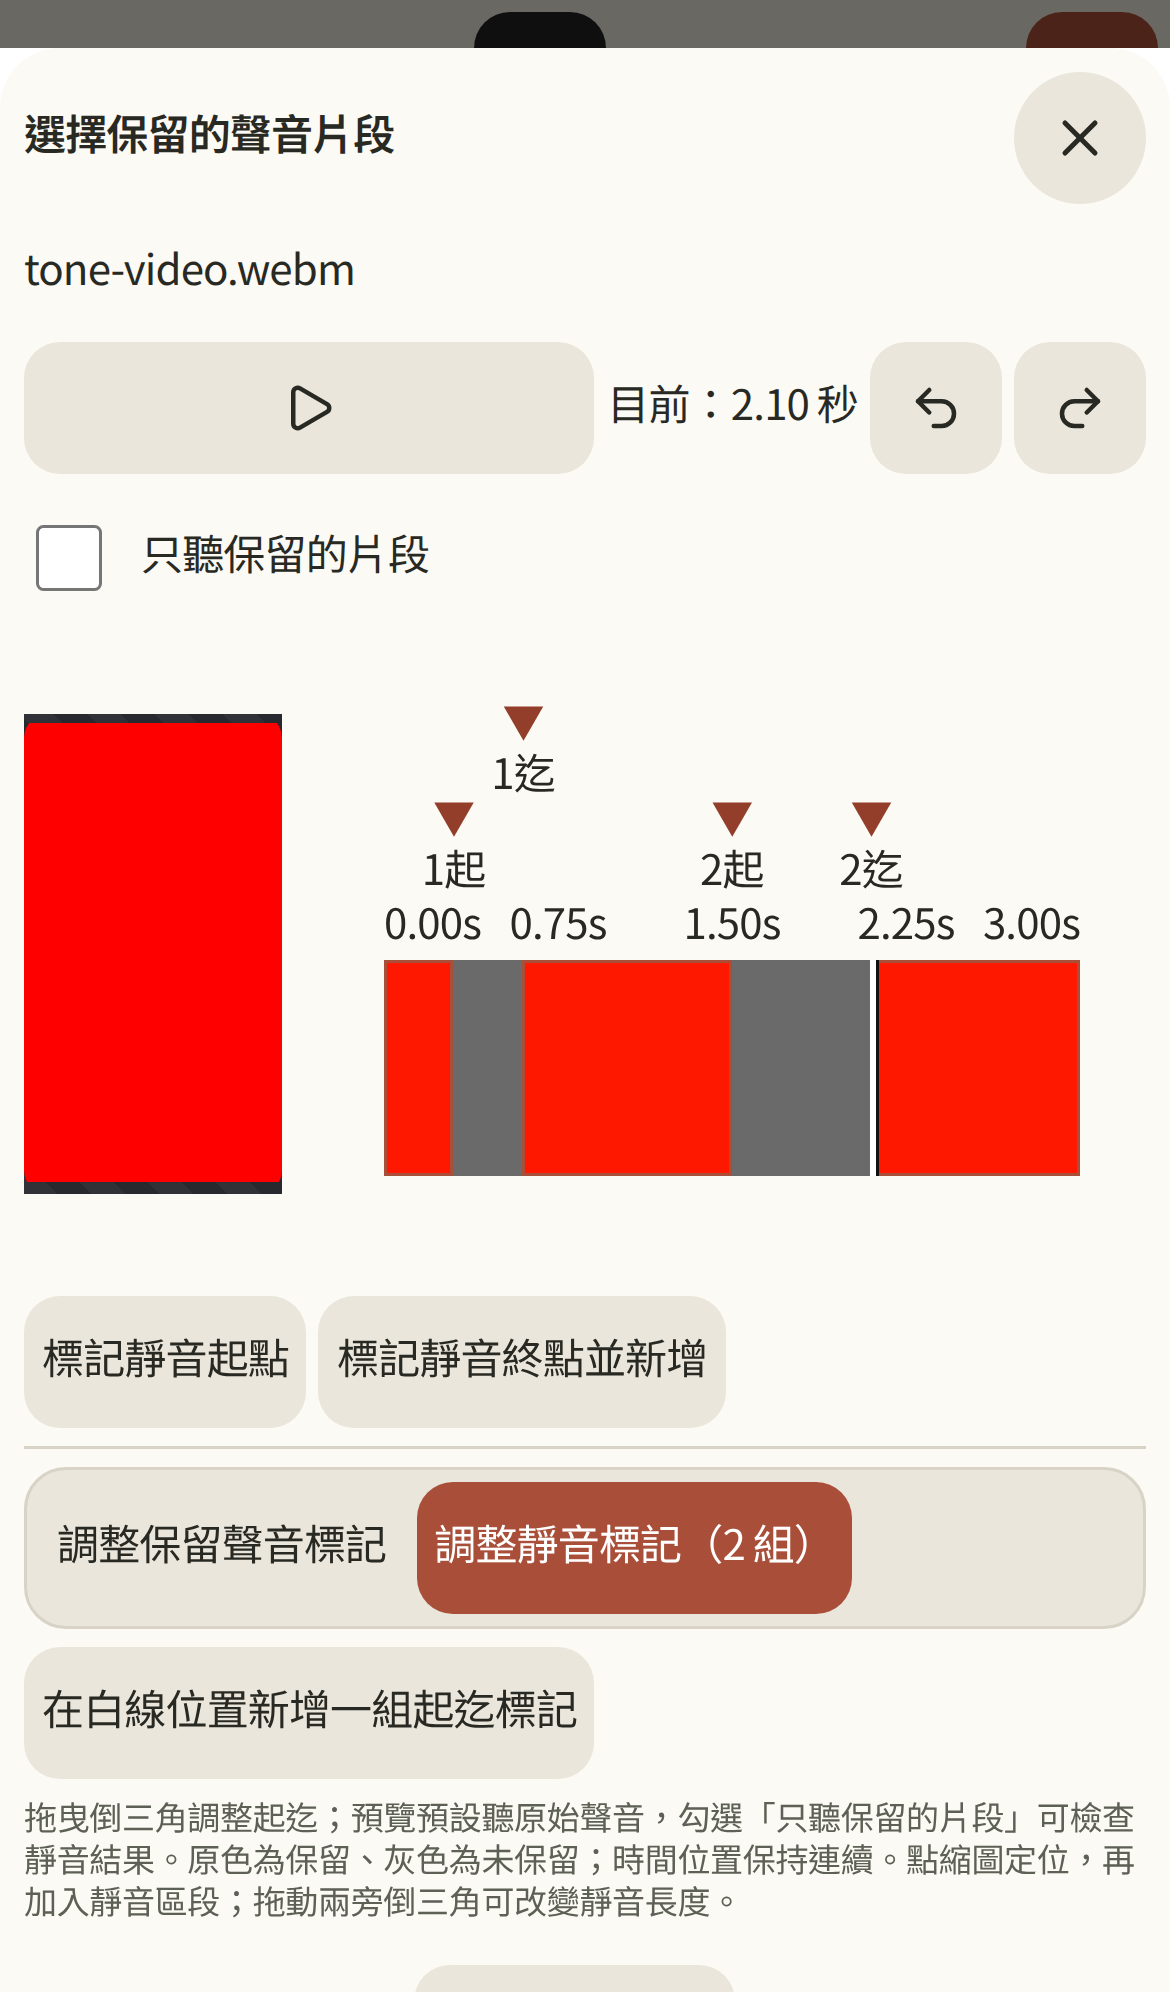 選擇保留的聲音片段
tone-video.webm
目前：2.10 秒
只聽保留的片段
1迄
1起 2起 2迄
0.00s 0.75s 1.50s 2.25s 3.00s
標記靜音起點 標記靜音終點並新增
調整保留聲音標記 調整靜音標記（2 組）
在白線位置新增一組起迄標記
拖曳倒三角調整起迄；預覽預設聽原始聲音，勾選「只聽保留的片段」可檢查
靜音結果。原色為保留、灰色為未保留；時間位置保持連續。點縮圖定位，再
加入靜音區段；拖動兩旁倒三角可改變靜音長度。